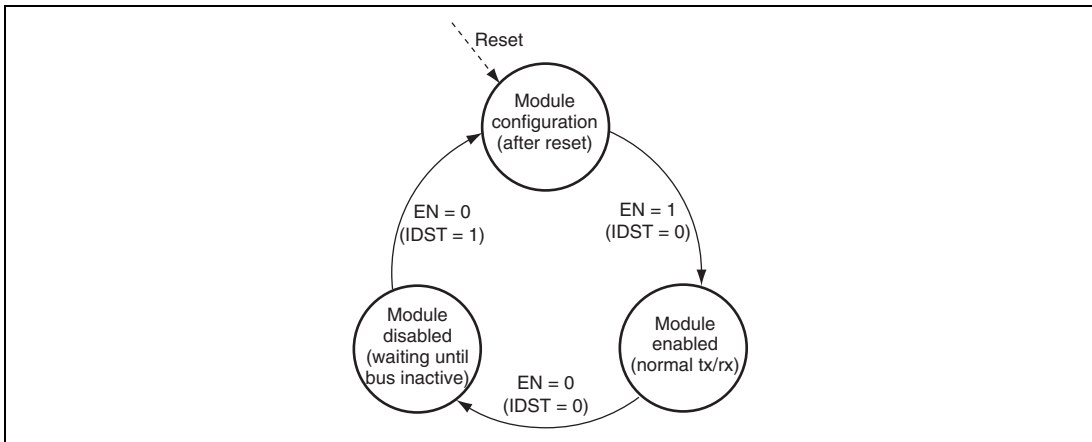 Reset
Module
configuration
(after reset)
EN = 0
(IDST = 1)
EN = 1
(IDST = 0)
Module
disabled
(waiting until
bus inactive)
Module
enabled
(normal tx/rx)
EN = 0
(IDST = 0)